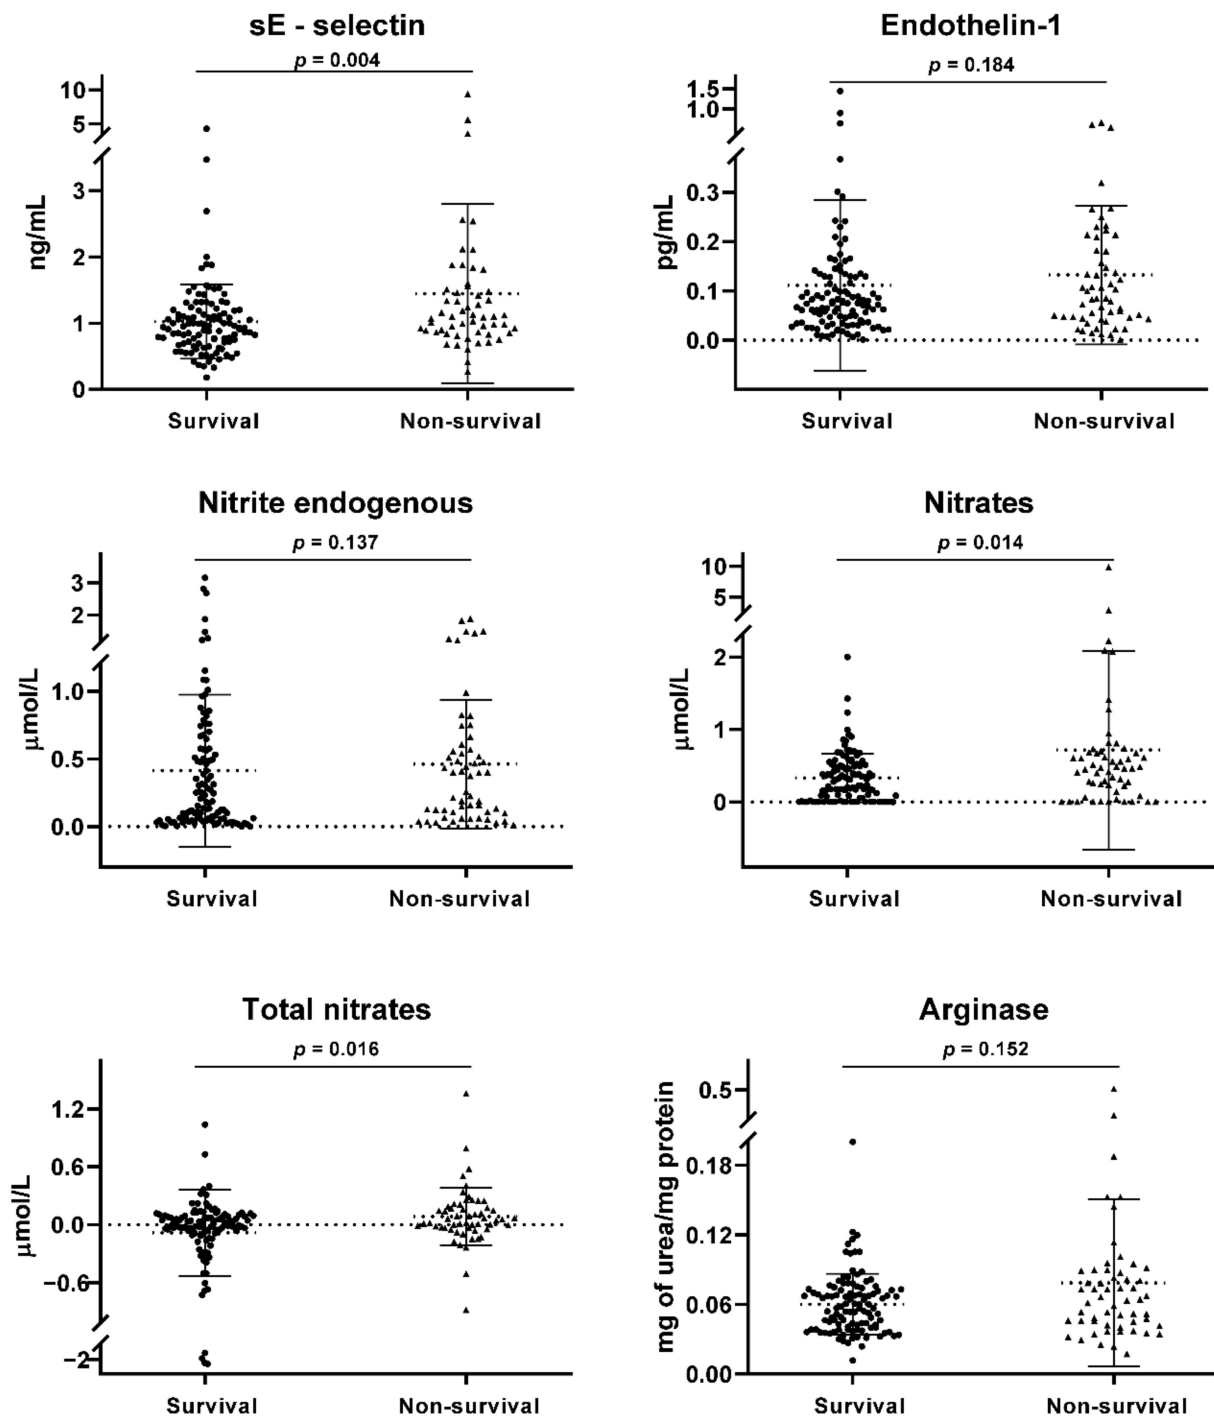 sE - selectin
p = 0.004
10
5
3
2
1
0
ng/mL
Survival
Non-survival
Endothelin-1
p = 0.184
1.5
1.0
0.3
0.2
0.1
0.0
pg/mL
Survival
Non-survival
Nitrite endogenous
p = 0.137
3
2
1.0
0.5
0.0
μmol/L
Survival
Non-survival
Nitrates
p = 0.014
10
5
2
1
0
μmol/L
Survival
Non-survival
Total nitrates
p = 0.016
1.2
0.6
0.0
−0.6
−2
μmol/L
Survival
Non-survival
Arginase
p = 0.152
0.5
0.18
0.12
0.06
0.00
mg of urea/mg protein
Survival
Non-survival